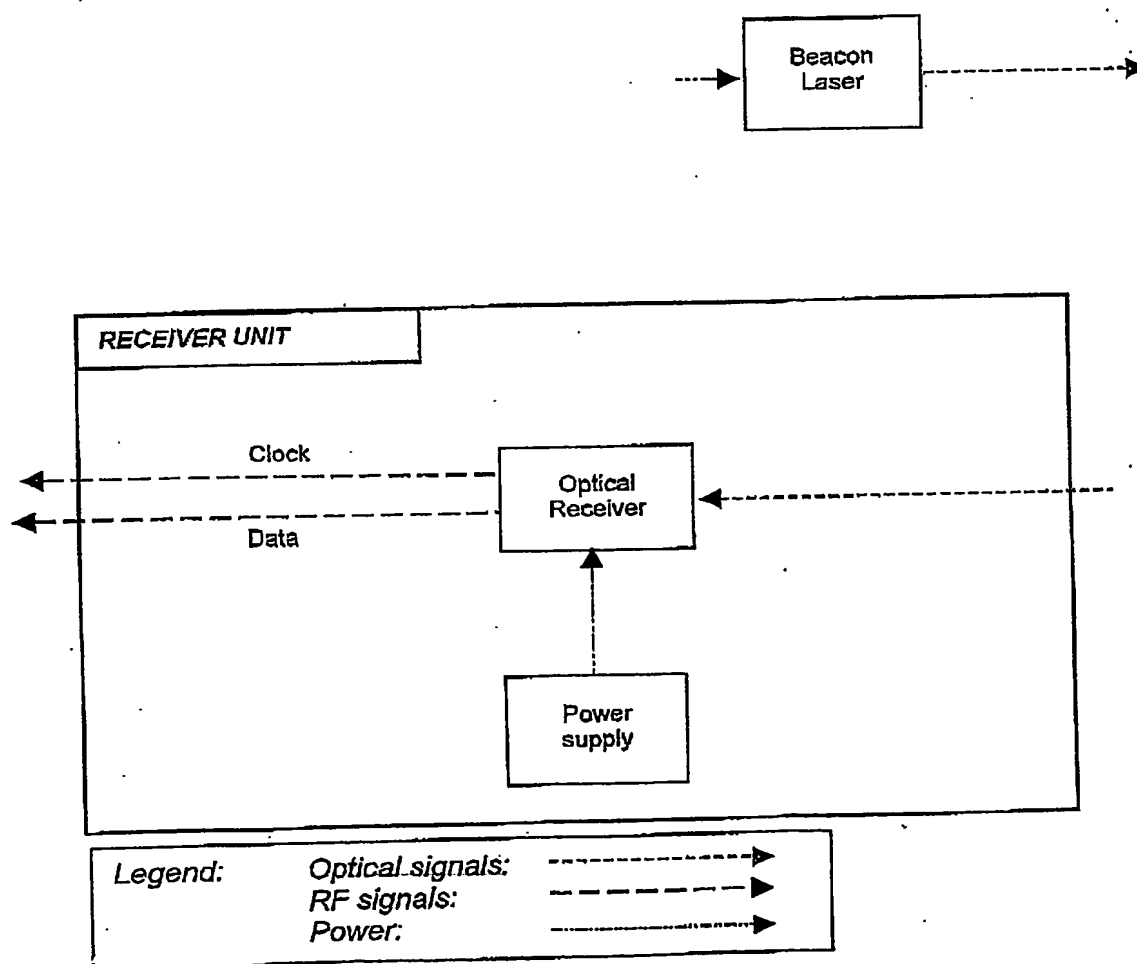 Beacon
Laser
RECEIVER UNIT
Clock
Optical
Receiver
Data
Power
supply
Legend:
Optical signals:
RF signals:
Power: